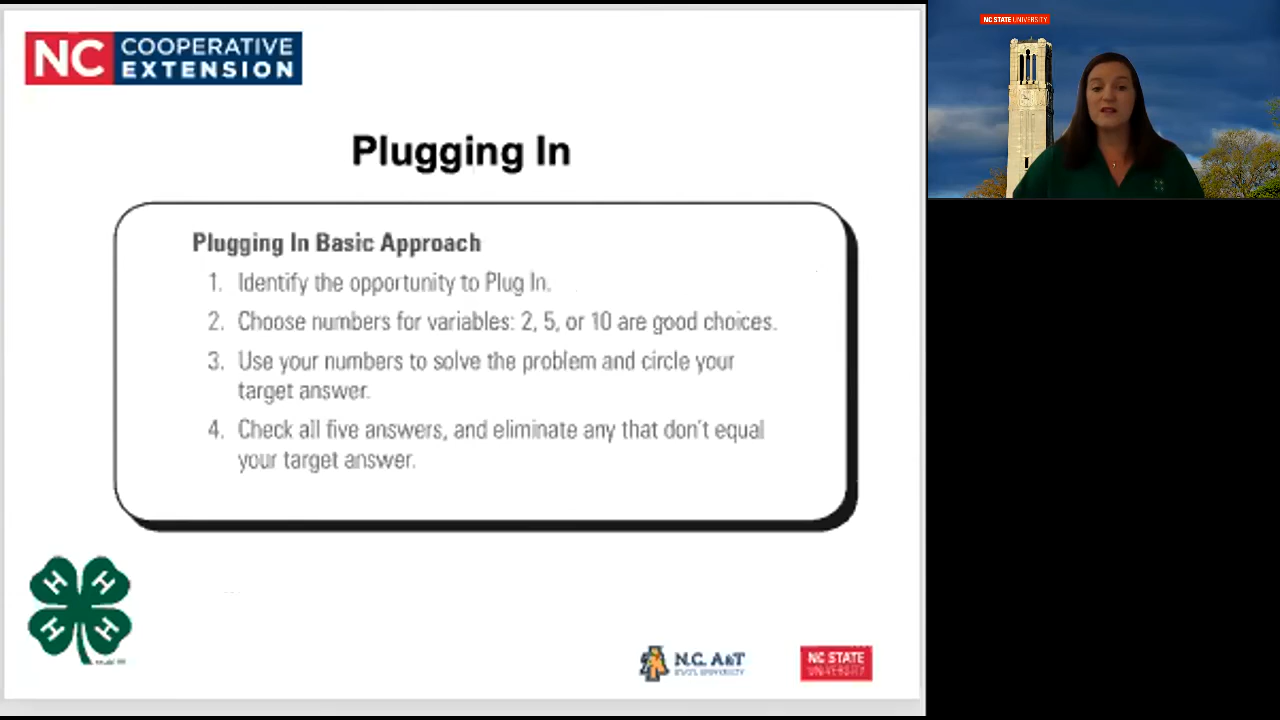 NC COOPERATIVE
EXTENSION
Plugging In
Plugging In Basic Approach
1. Identify the opportunity to Plug In.
2. Choose numbers for variables: 2, 5, or 10 are good choices.
3. Use your numbers to solve the problem and circle your
target answer.
4. Check all five answers, and eliminate any that don't equal
your target answer.
H H
H H
N.C. A&T
STATE UNIVERSITY
NC STATE
UNIVERSITY
NC STATE UNIVERSITY